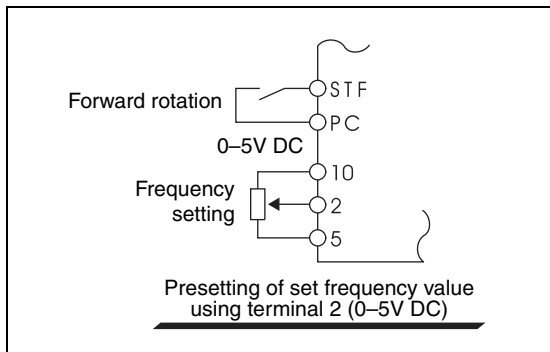 STF
Forward rotation
PC
0–5V DC
10
Frequency
setting
2
5
Presetting of set frequency value
using terminal 2 (0–5V DC)